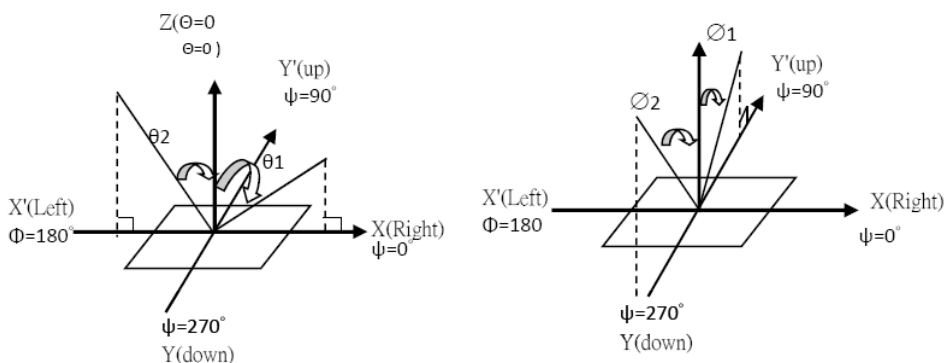 Z(Θ=0
Θ=0 )
Y'(up)
ψ=90°
θ2
θ1
X'(Left)
Φ=180°
X(Right)
ψ=0°
ψ=270°
Y(down)
∅1
Y'(up)
ψ=90°
∅2
X'(Left)
Φ=180
X(Right)
ψ=0°
ψ=270°
Y(down)